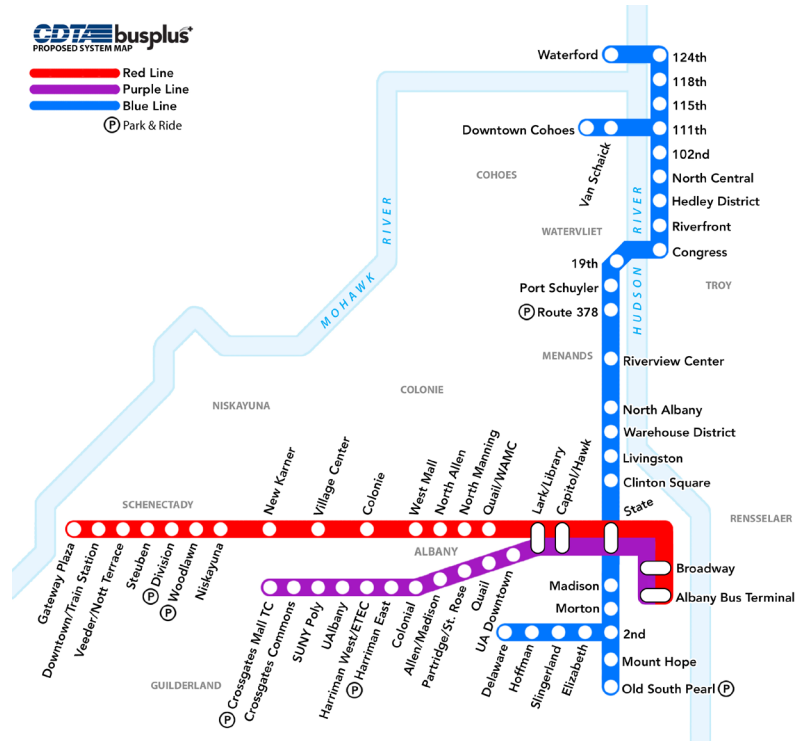 CDTA busplus+
PROPOSED SYSTEM MAP
Red Line
Purple Line
Blue Line
P Park & Ride
Waterford
124th
118th
115th
Downtown Cohoes
111th
Van Schaick
102nd
COHOES
North Central
Hedley District
RIVER
RIVER
WATERVLIET
Riverfront
Congress
19th
MOHAWK
HUDSON
Port Schuyler
TROY
P Route 378
MENANDS
Riverview Center
COLONIE
NISKAYUNA
North Albany
Warehouse District
Livingston
Clinton Square
New Karner
Village Center
Colonie
West Mall
North Allen
North Manning
Quail/WAMC
Lark/Library
Capitol/Hawk
State
SCHENECTADY
RENSSELAER
ALBANY
Gateway Plaza
Downtown/Train Station
Veeder/Nott Terrace
Steuben
P Division
P Woodlawn
Niskayuna
Broadway
Albany Bus Terminal
Madison
Morton
P Crossgates Mall TC
Crossgates Commons
SUNY Poly
UAlbany
Harriman West/ETEC
P Harriman East
Colonial
Allen/Madison
Partridge/St. Rose
Quail
UA Downtown
2nd
Delaware
Hoffman
Slingerland
Elizabeth
Mount Hope
GUILDERLAND
Old South Pearl P